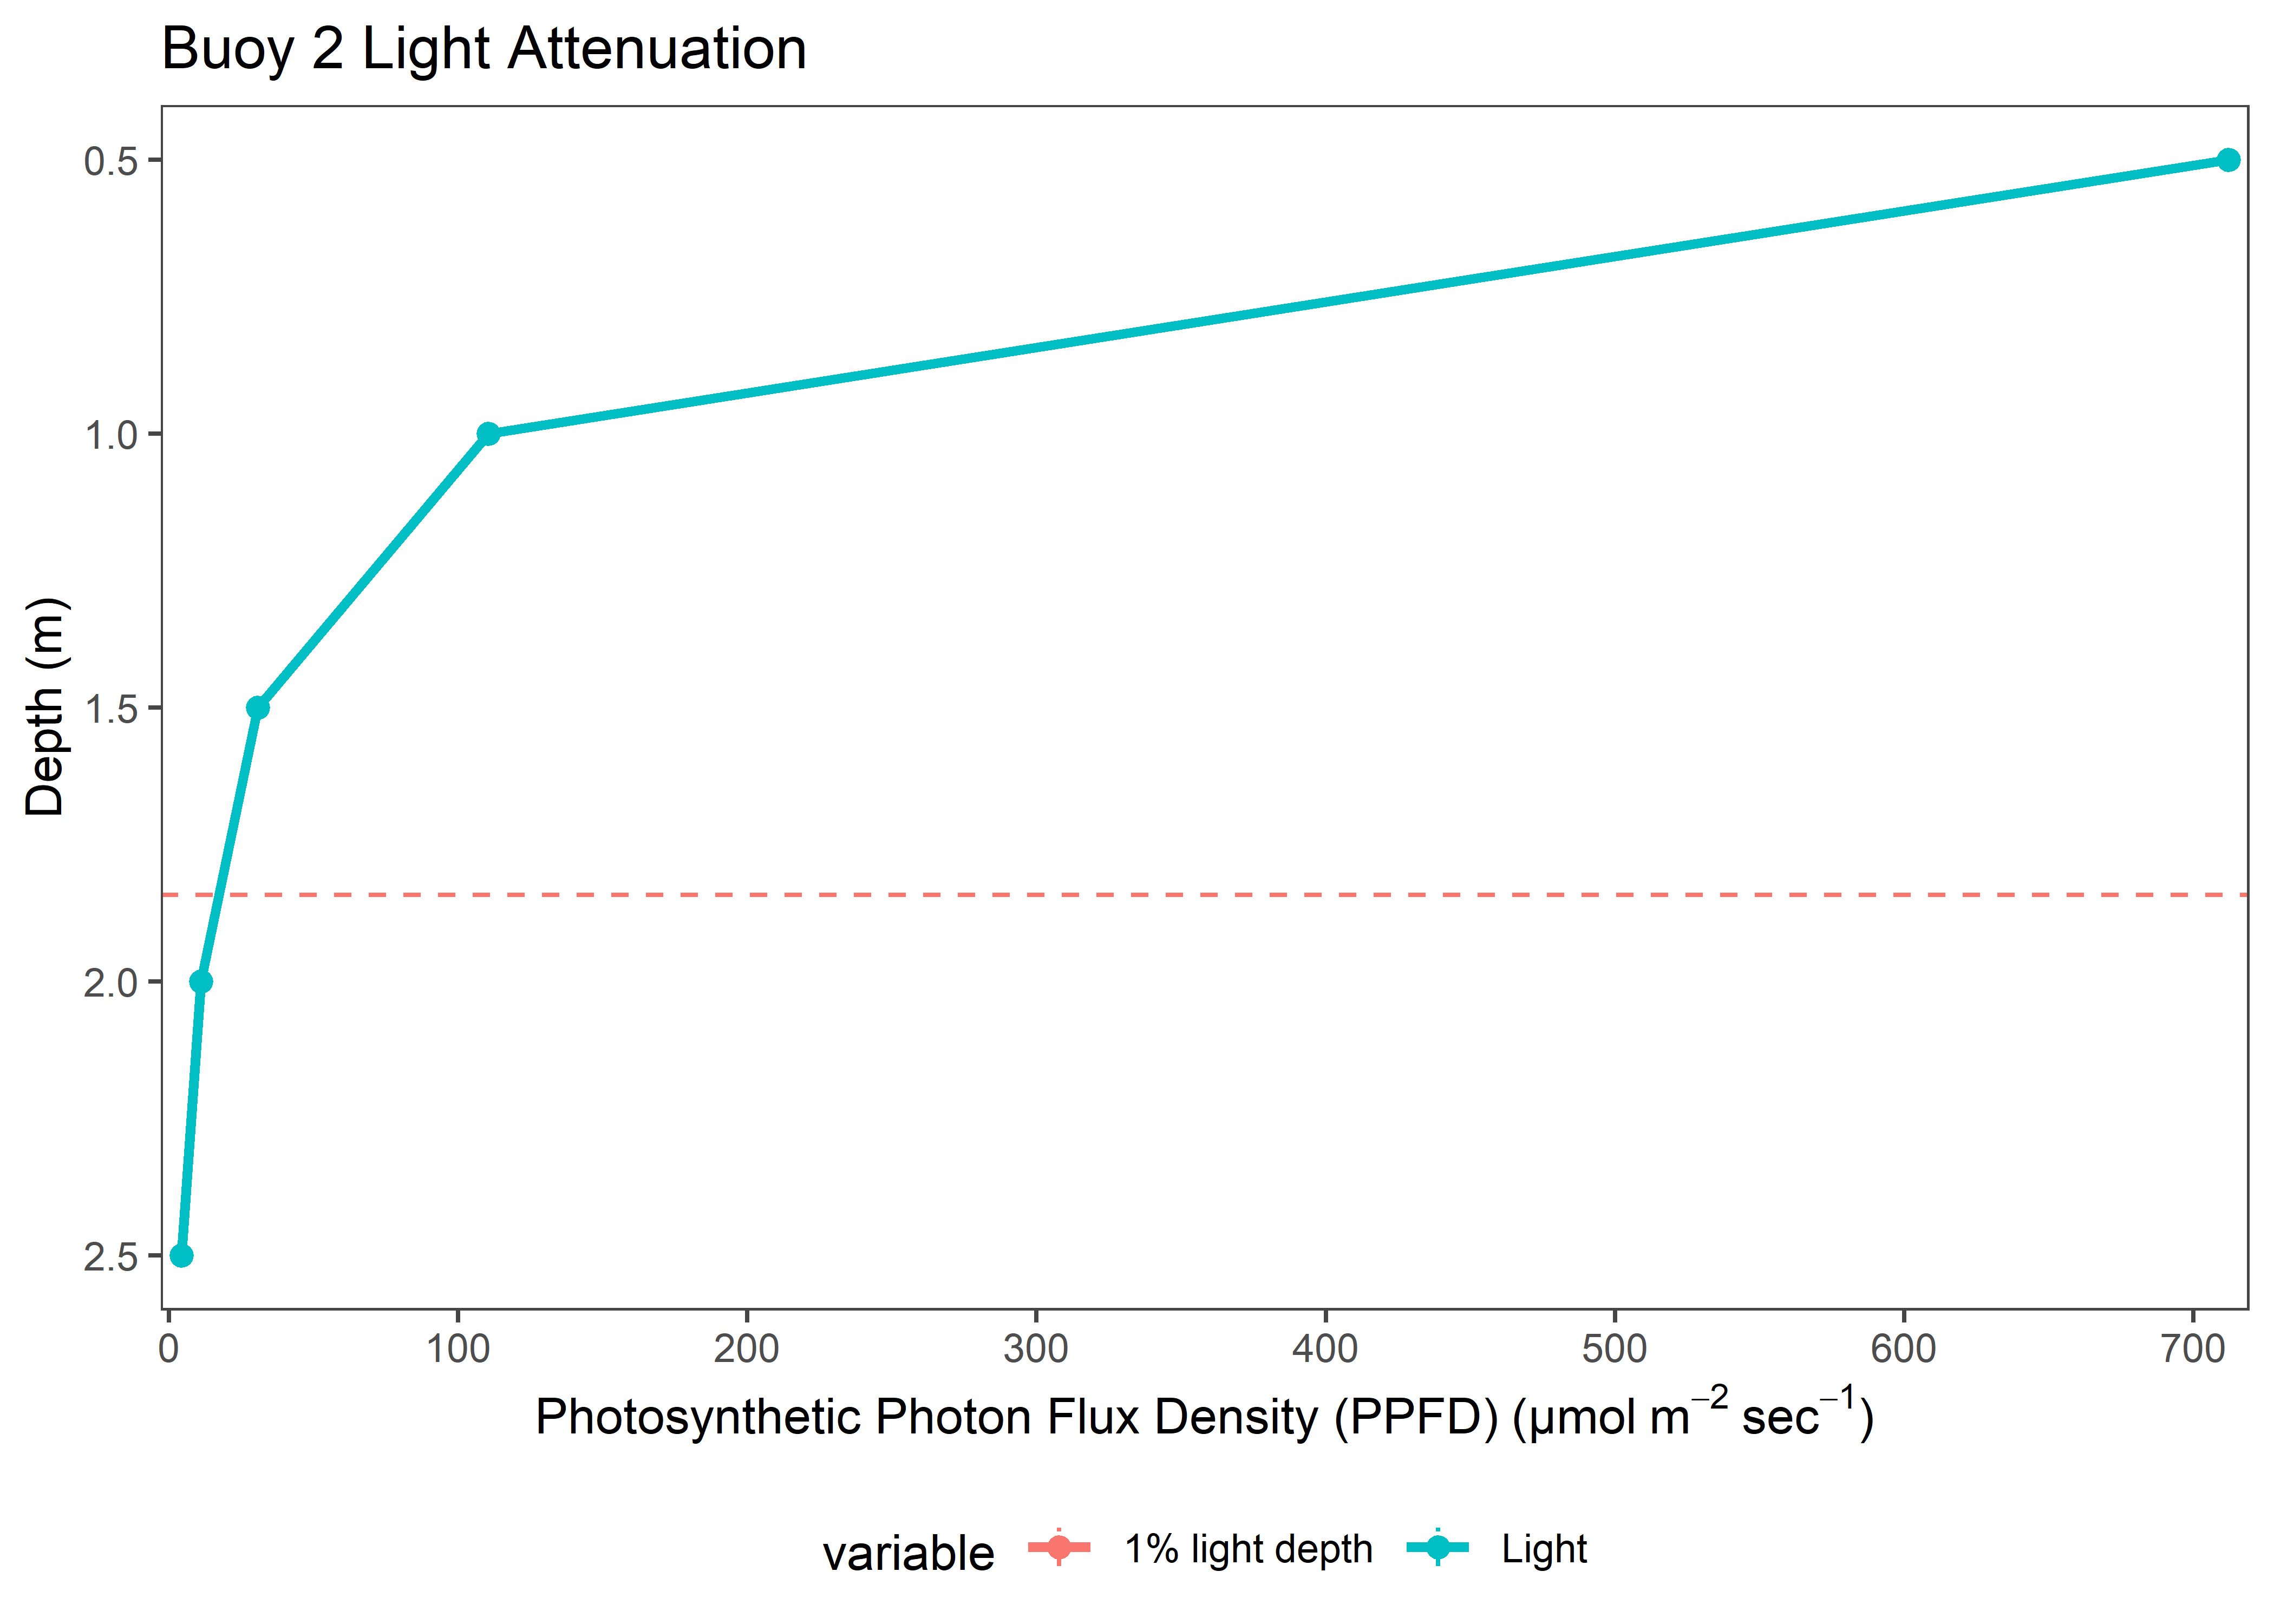 Buoy 2 Light Attenuation
0.5
1.0
1.5
2.0
2.5
Depth (m)
0 100 200 300 400 500 600 700
Photosynthetic Photon Flux Density (PPFD) (µmol m⁻² sec⁻¹)
variable 1% light depth Light